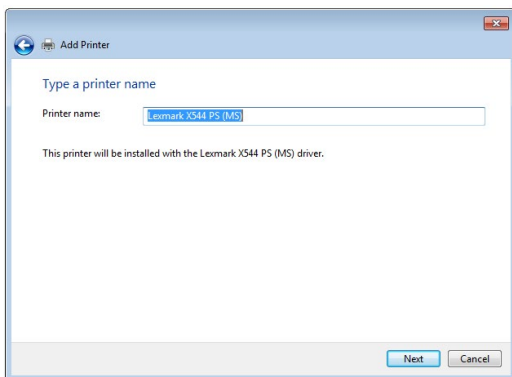 Add Printer
Type a printer name
Printer name: Lexmark X544 PS (MS)
This printer will be installed with the Lexmark X544 PS (MS) driver.
Next Cancel